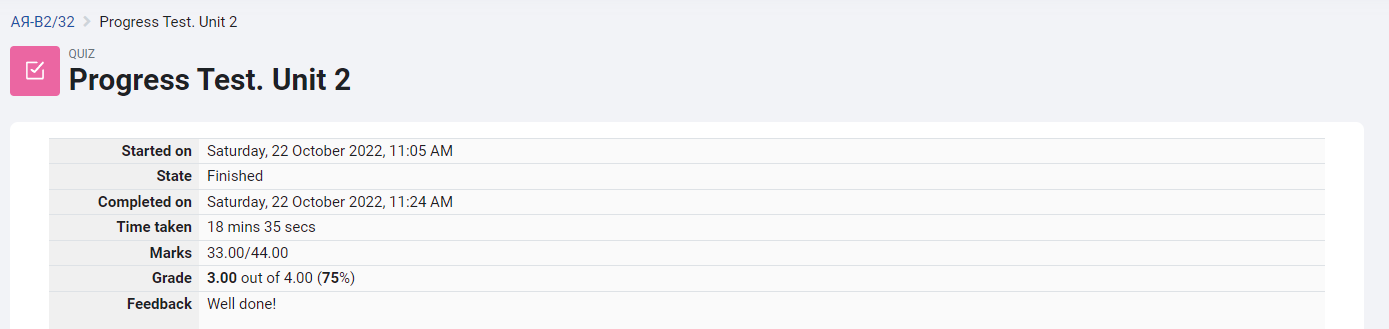 АЯ-B2/32 > Progress Test. Unit 2
QUIZ
Progress Test. Unit 2
Started on Saturday, 22 October 2022, 11:05 AM
State Finished
Completed on Saturday, 22 October 2022, 11:24 AM
Time taken 18 mins 35 secs
Marks 33.00/44.00
Grade 3.00 out of 4.00 (75%)
Feedback Well done!